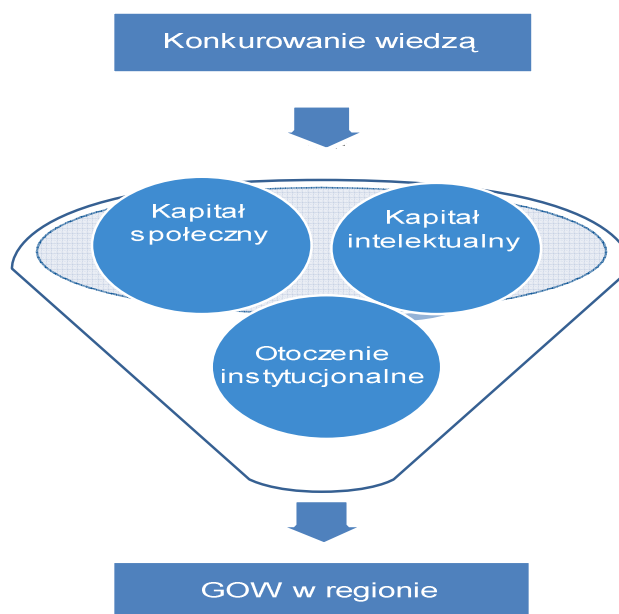 Konkurowanie wiedzą
Kapitał
społeczny
Kapitał
intelektualny
Otoczenie
instytucjonalne
GOW w regionie